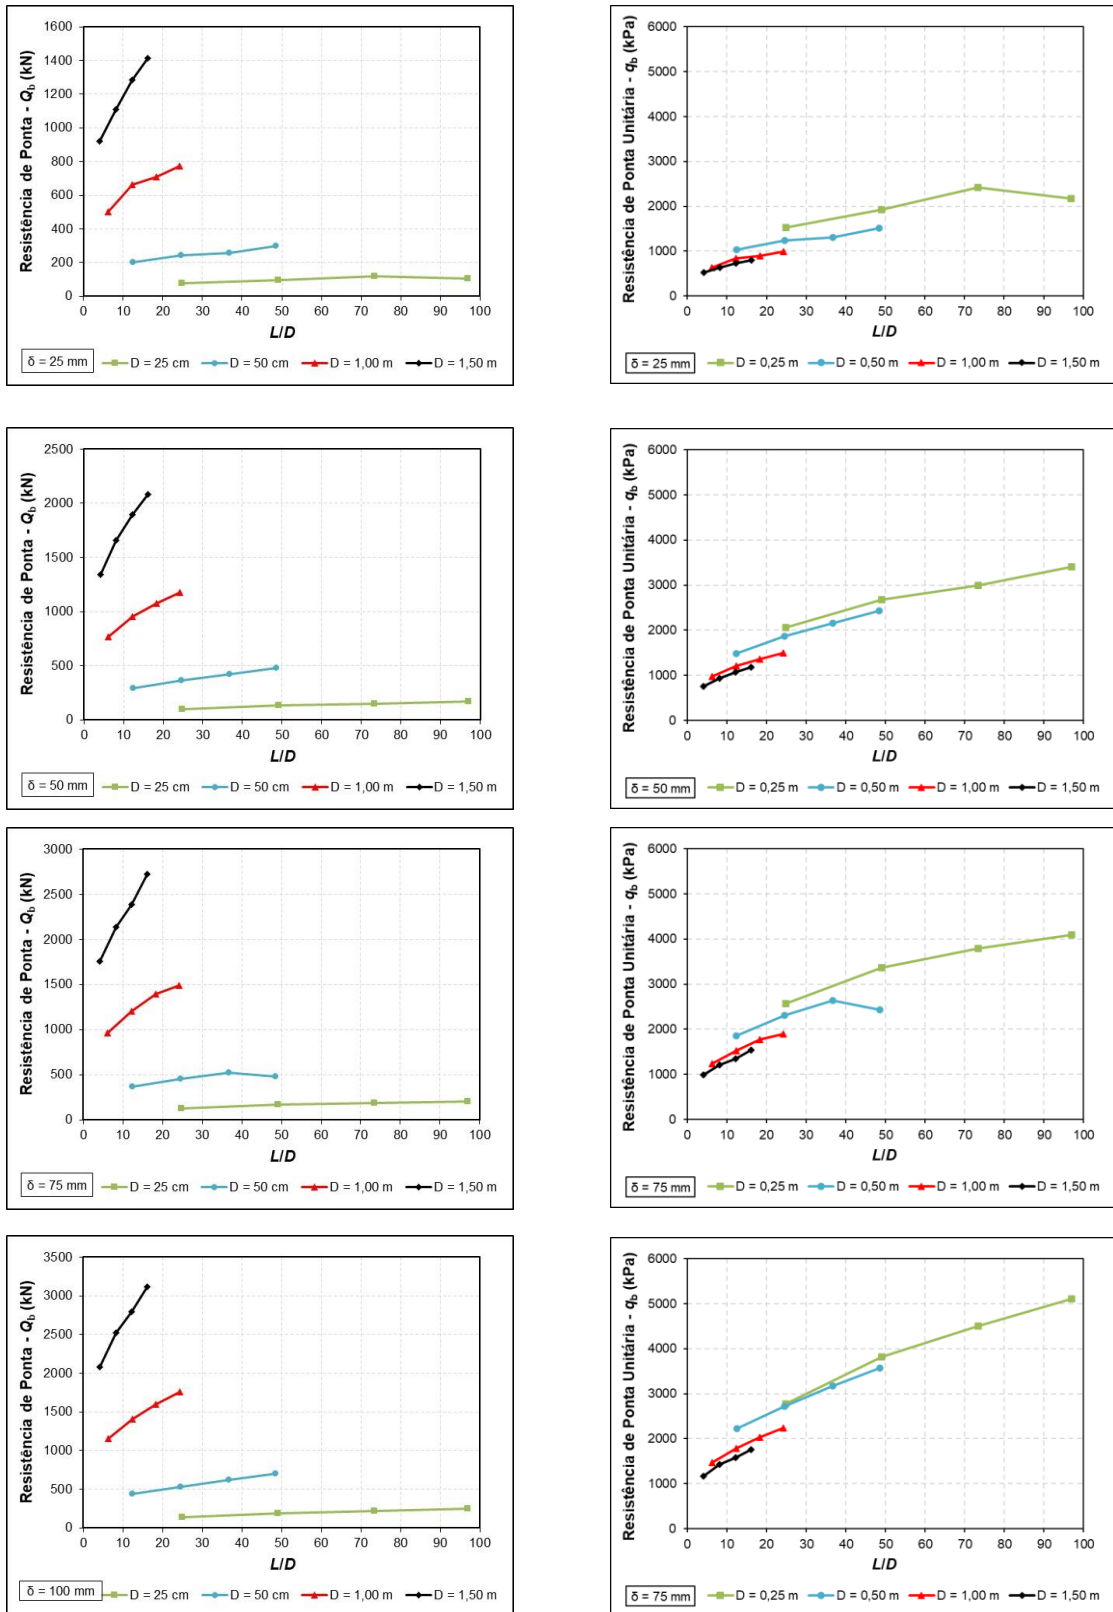 Resistência de Ponta - Qb (kN)
1600
1400
1200
1000
800
600
400
200
0
0 10 20 30 40 50 60 70 80 90 100
L/D
δ = 25 mm D = 25 cm D = 50 cm D = 1,00 m D = 1,50 m
Resistência de Ponta Unitária - qb (kPa)
6000
5000
4000
3000
2000
1000
0
0 10 20 30 40 50 60 70 80 90 100
L/D
δ = 25 mm D = 0,25 m D = 0,50 m D = 1,00 m D = 1,50 m
Resistência de Ponta - Qb (kN)
2500
2000
1500
1000
500
0
0 10 20 30 40 50 60 70 80 90 100
L/D
δ = 50 mm D = 25 cm D = 50 cm D = 1,00 m D = 1,50 m
Resistência de Ponta Unitária - qb (kPa)
6000
5000
4000
3000
2000
1000
0
0 10 20 30 40 50 60 70 80 90 100
L/D
δ = 50 mm D = 0,25 m D = 0,50 m D = 1,00 m D = 1,50 m
Resistência de Ponta - Qb (kN)
3000
2500
2000
1500
1000
500
0
0 10 20 30 40 50 60 70 80 90 100
L/D
δ = 75 mm D = 25 cm D = 50 cm D = 1,00 m D = 1,50 m
Resistência de Ponta Unitária - qb (kPa)
6000
5000
4000
3000
2000
1000
0
0 10 20 30 40 50 60 70 80 90 100
L/D
δ = 75 mm D = 0,25 m D = 0,50 m D = 1,00 m D = 1,50 m
Resistência de Ponta - Qb (kN)
3500
3000
2500
2000
1500
1000
500
0
0 10 20 30 40 50 60 70 80 90 100
L/D
δ = 100 mm D = 25 cm D = 50 cm D = 1,00 m D = 1,50 m
Resistência de Ponta Unitária - qb (kPa)
6000
5000
4000
3000
2000
1000
0
0 10 20 30 40 50 60 70 80 90 100
L/D
δ = 75 mm D = 0,25 m D = 0,50 m D = 1,00 m D = 1,50 m